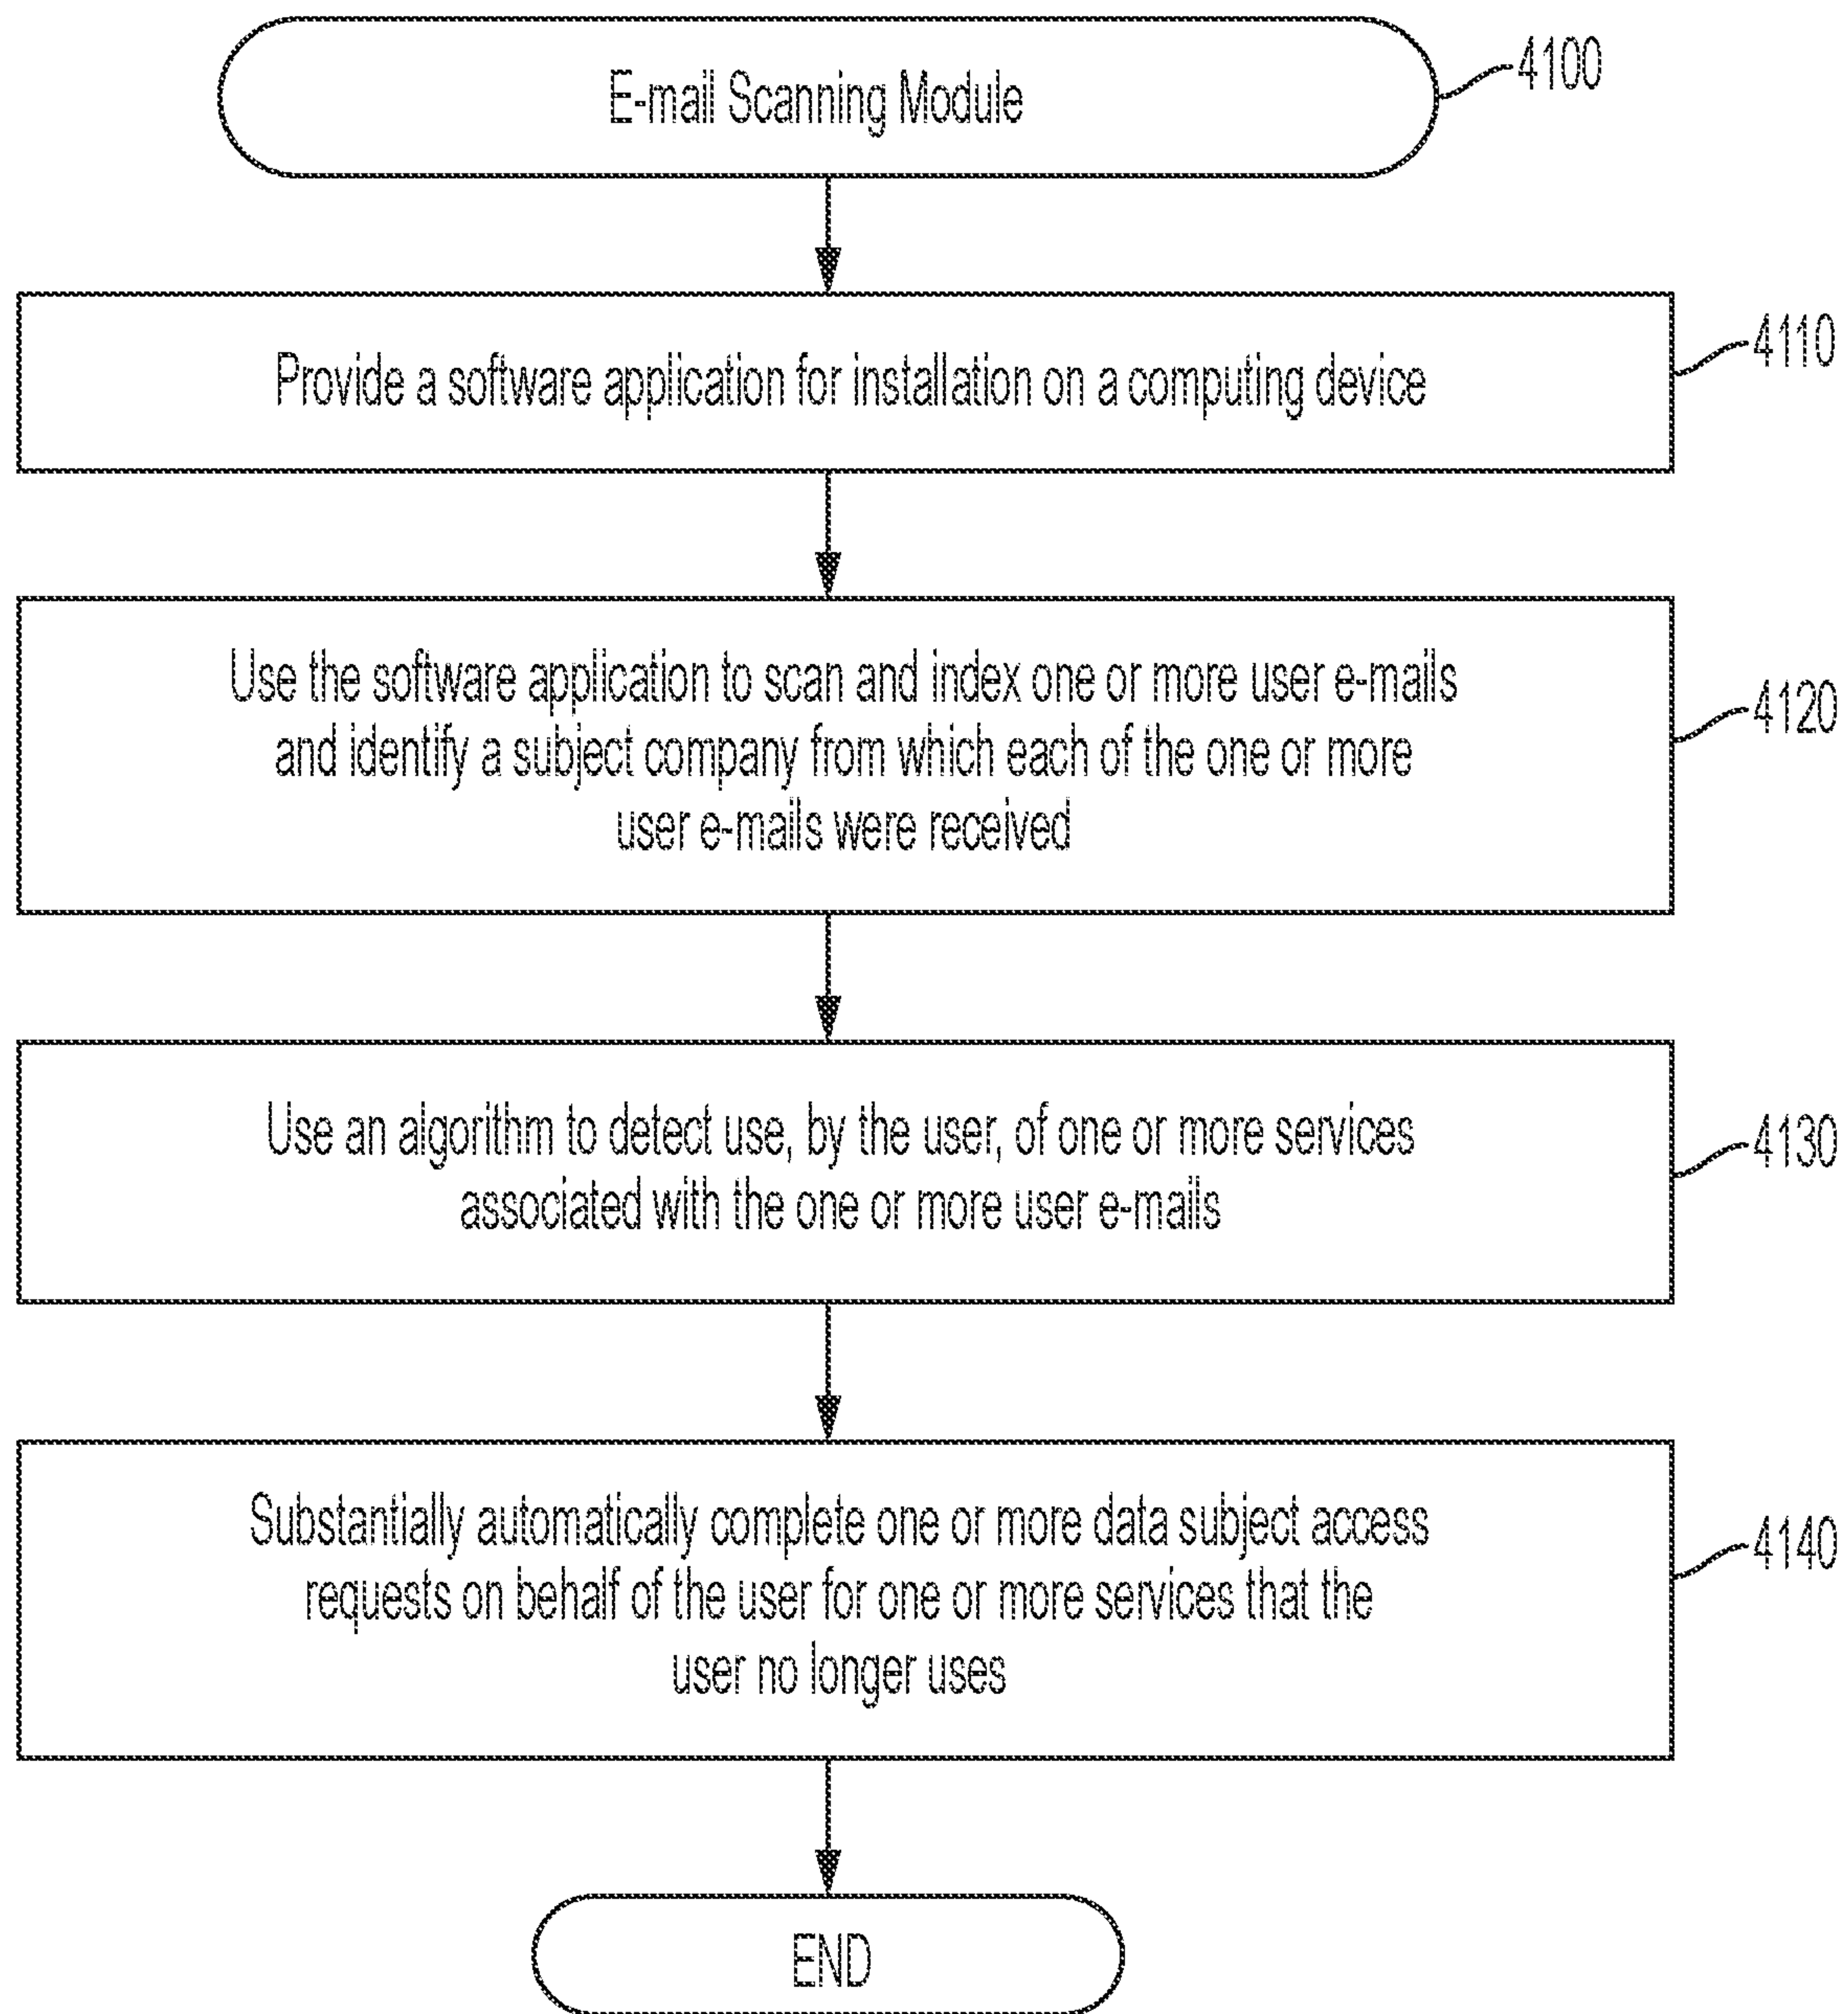 E-mail Scanning Module
4100
Provide a software application for installation on a computing device
4110
Use the software application to scan and index one or more user e-mails
and identify a subject company from which each of the one or more
user e-mails were received
4120
Use an algorithm to detect use, by the user, of one or more services
associated with the one or more user e-mails
4130
Substantially automatically complete one or more data subject access
requests on behalf of the user for one or more services that the
user no longer uses
4140
END